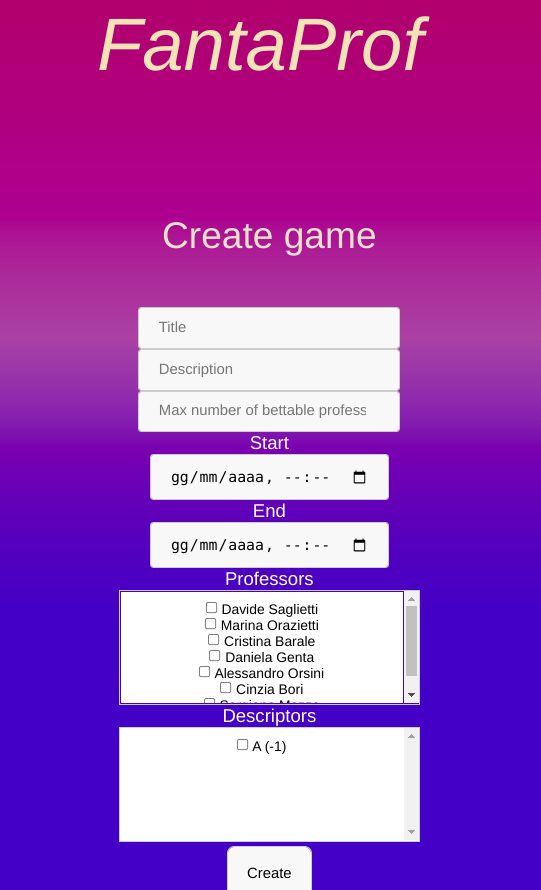 FantaProf
Create game
Title
Description
Max number of bettable profess
Start
gg/mm/aaaa, --:--
End
gg/mm/aaaa, --:--
Professors
Davide Saglietti
Marina Orazietti
Cristina Barale
Daniela Genta
Alessandro Orsini
Cinzia Bori
Descriptors
A (-1)
Create